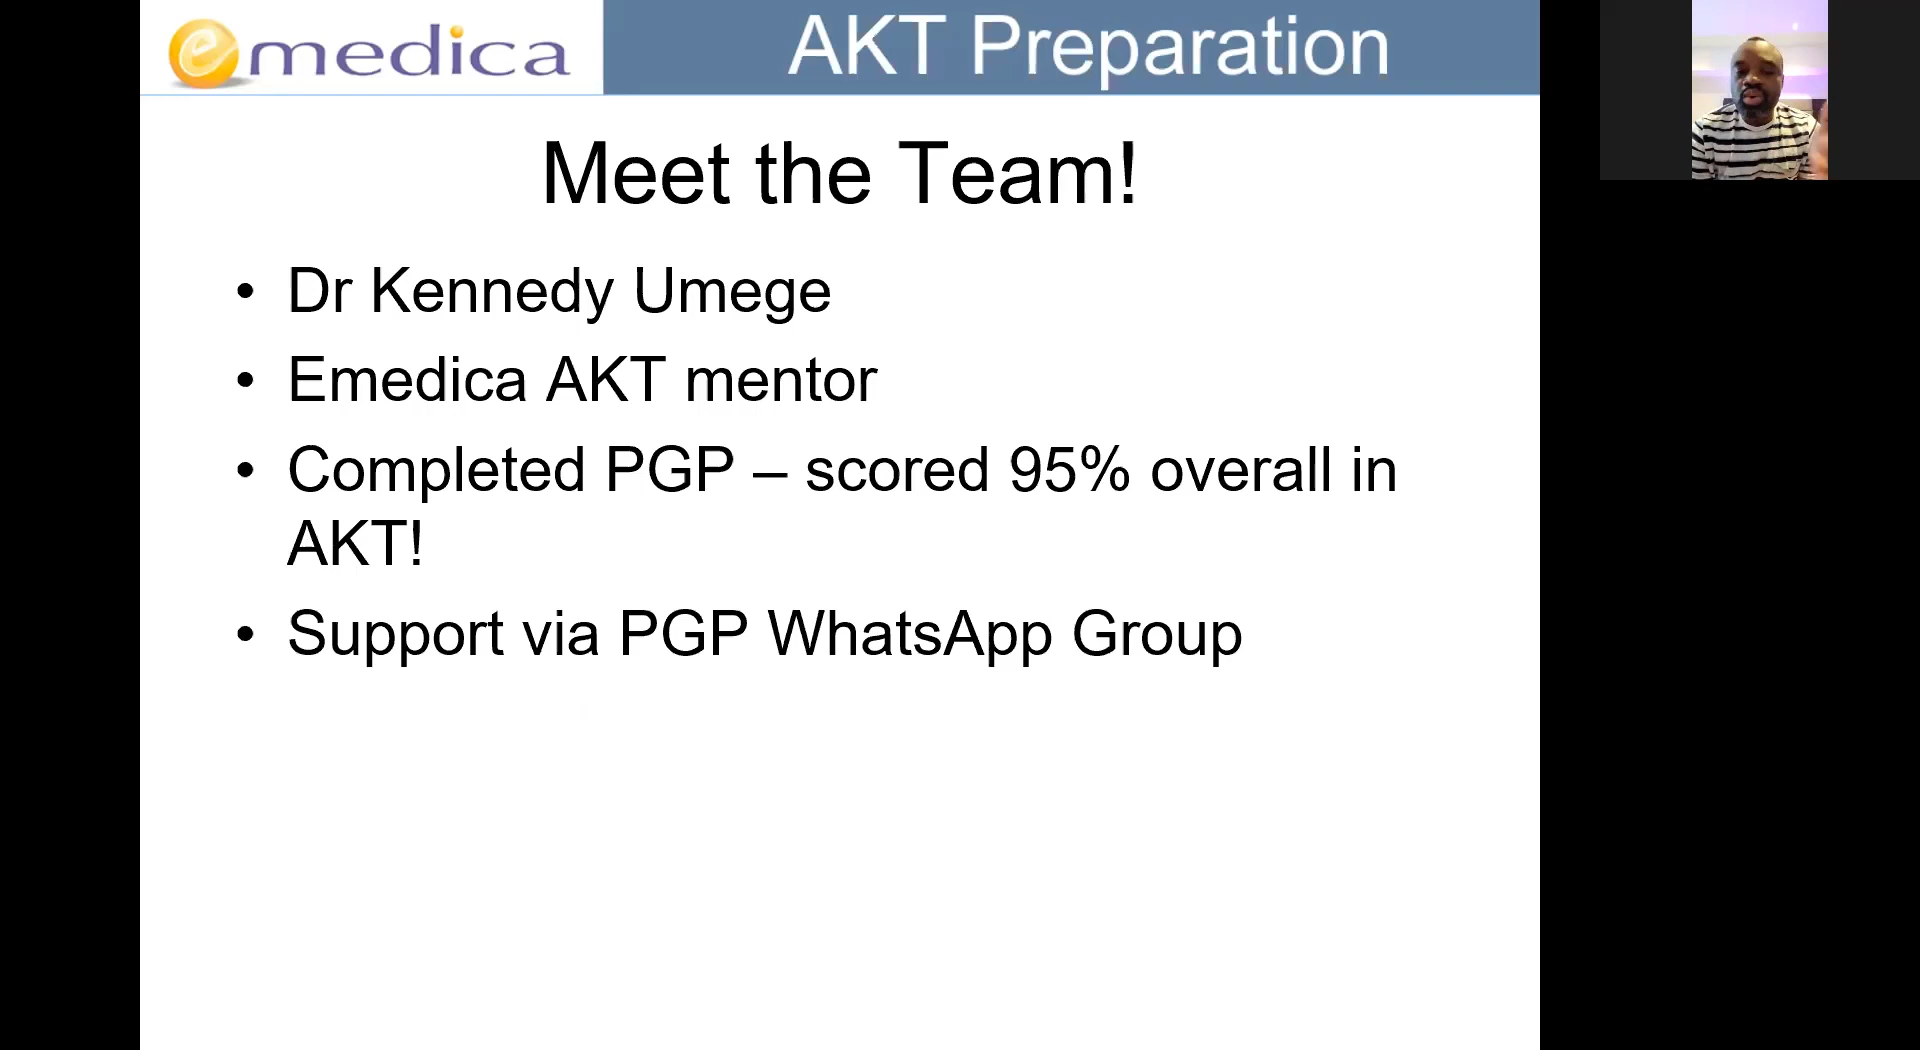 emedica
AKT Preparation
Meet the Team!
• Dr Kennedy Umege
• Emedica AKT mentor
• Completed PGP – scored 95% overall in
AKT!
• Support via PGP WhatsApp Group